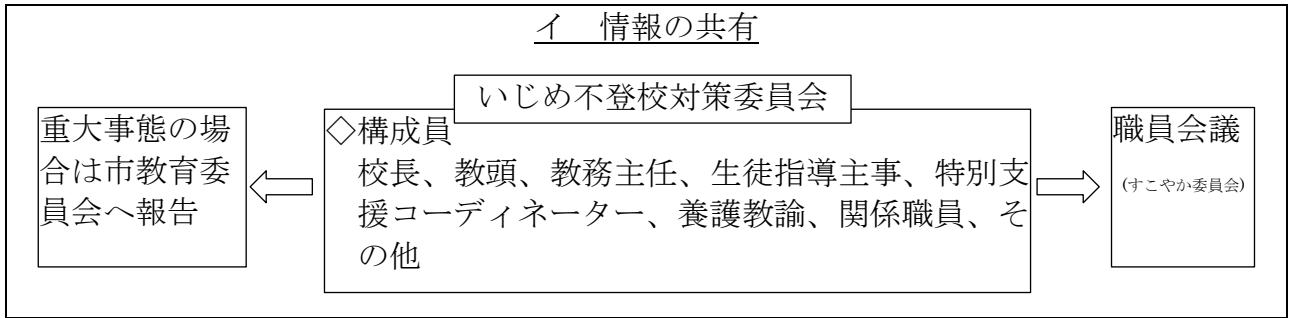 イ　情報の共有
いじめ不登校対策委員会
重大事態の場
合は市教育委
員会へ報告
◇構成員
校長、教頭、教務主任、生徒指導主事、特別支
援コーディネーター、養護教諭、関係職員、そ
の他
職員会議
(すこやか委員会)